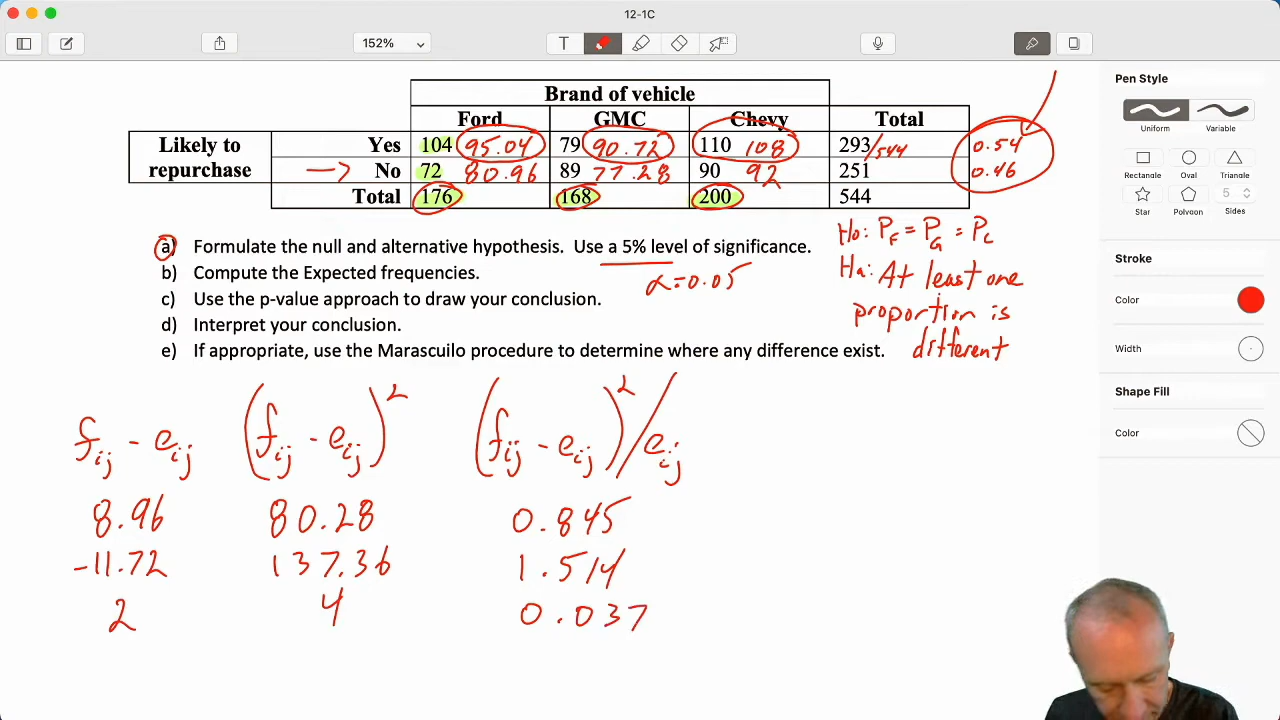 12-1C
152%
T
Pen Style
Uniform Variable
Rectangle Oval Triangle
Star Polygon 5 Sides
Stroke
Color
Width
Shape Fill
Color
Brand of vehicle
Ford GMC Chevy Total
Likely to repurchase Yes 104 95.04 79 90.72 110 108 293/544 0.54
No 72 80.96 89 77.28 90 92 251 0.46
Total 176 168 200 544
a) Formulate the null and alternative hypothesis. Use a 5% level of significance.
b) Compute the Expected frequencies.
α=0.05
c) Use the p-value approach to draw your conclusion.
d) Interpret your conclusion.
e) If appropriate, use the Marascuilo procedure to determine where any difference exist.
Ho: PF = PG = PC
Ha: At least one
proportion is
different
fij - eij (fij - eij)² (fij - eij)²/eij
8.96 80.28 0.845
-11.72 137.36 1.514
2 4 0.037